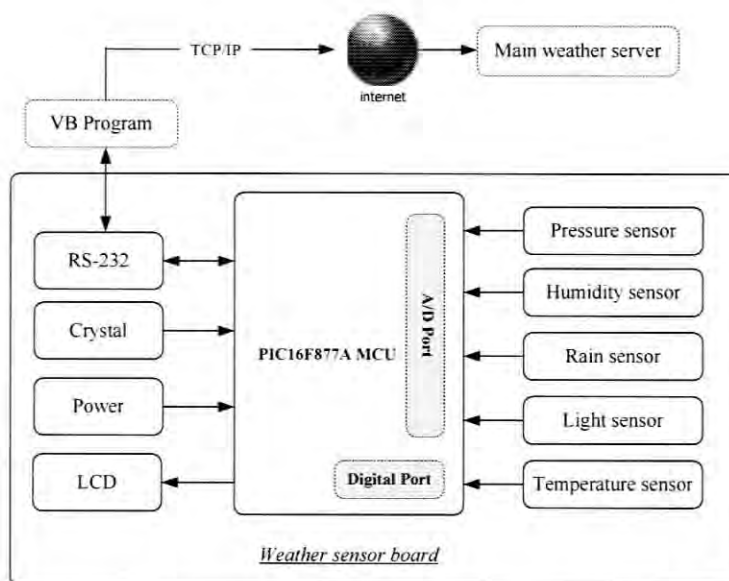 TCP/IP
Main weather server
internet
VB Program
Pressure sensor
RS-232
Humidity sensor
A/D Port
Crystal
PIC16F877A MCU
Rain sensor
Power
Light sensor
LCD
Digital Port
Temperature sensor
Weather sensor board